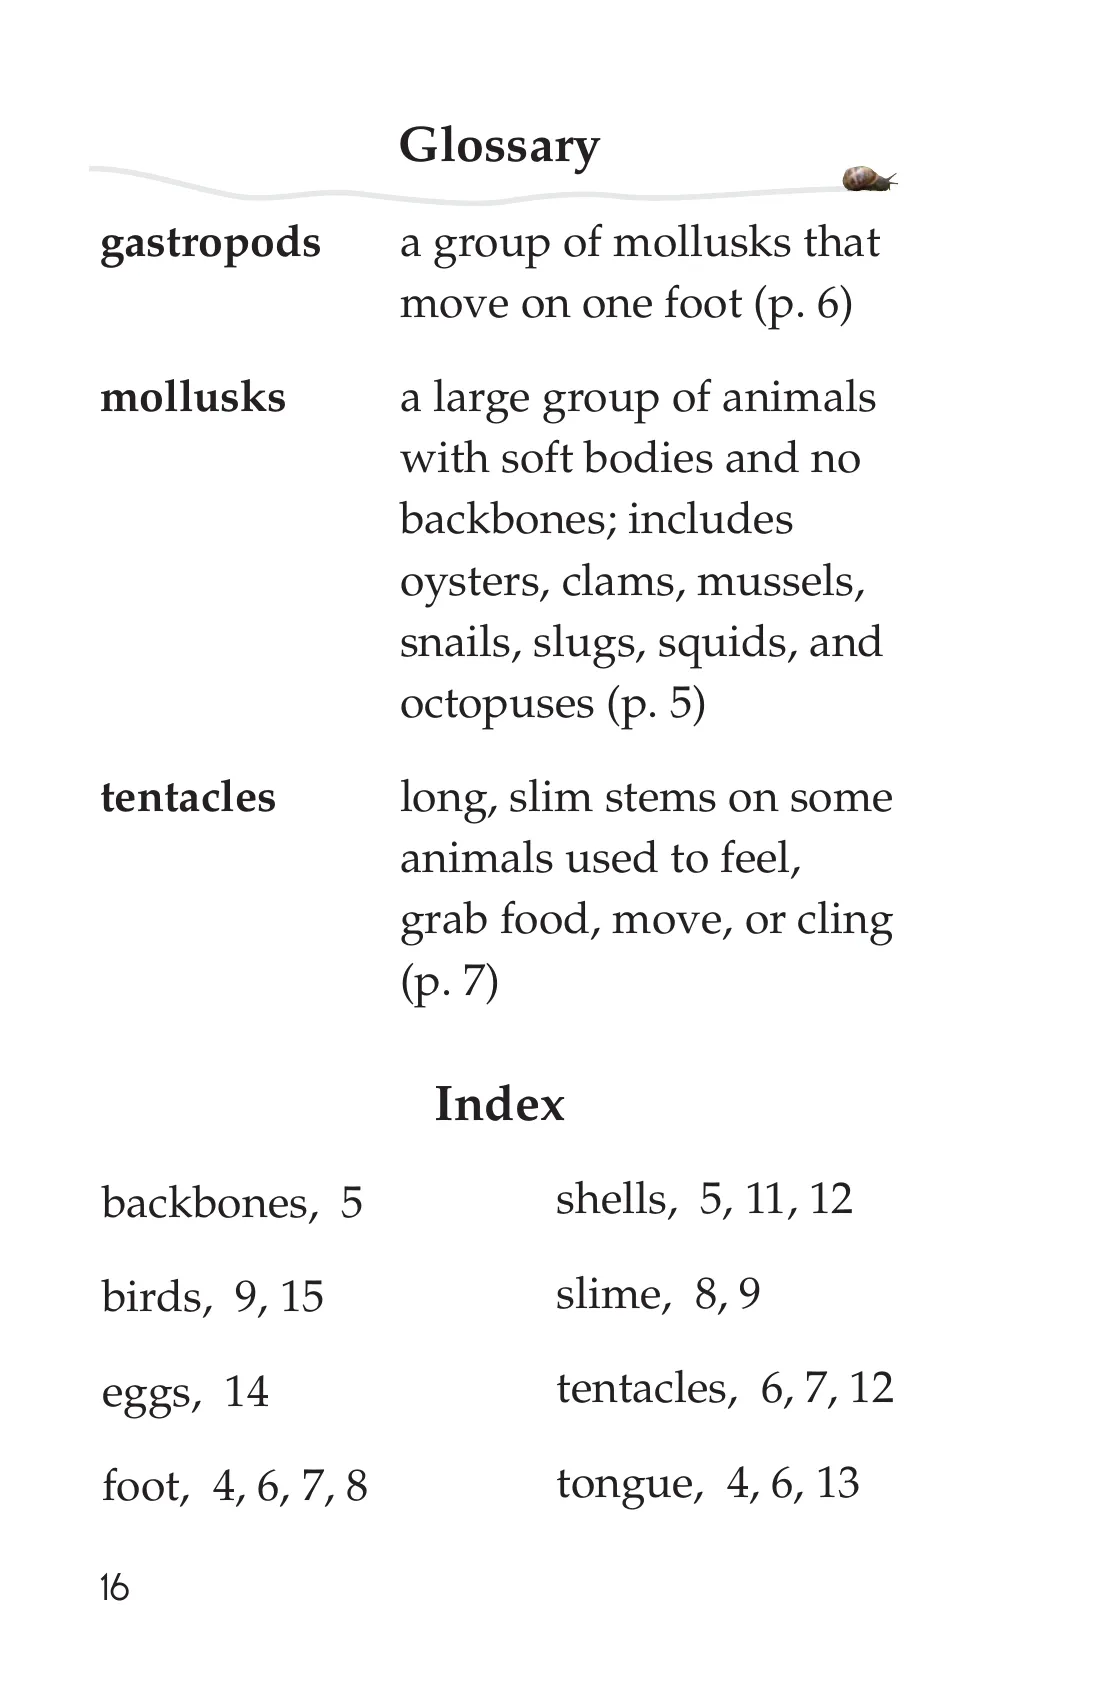 Glossary
gastropods a group of mollusks that
move on one foot (p. 6)
mollusks a large group of animals
with soft bodies and no
backbones; includes
oysters, clams, mussels,
snails, slugs, squids, and
octopuses (p. 5)
tentacles long, slim stems on some
animals used to feel,
grab food, move, or cling
(p. 7)
Index
backbones, 5
birds, 9, 15
eggs, 14
foot, 4, 6, 7, 8
shells, 5, 11, 12
slime, 8, 9
tentacles, 6, 7, 12
tongue, 4, 6, 13
16